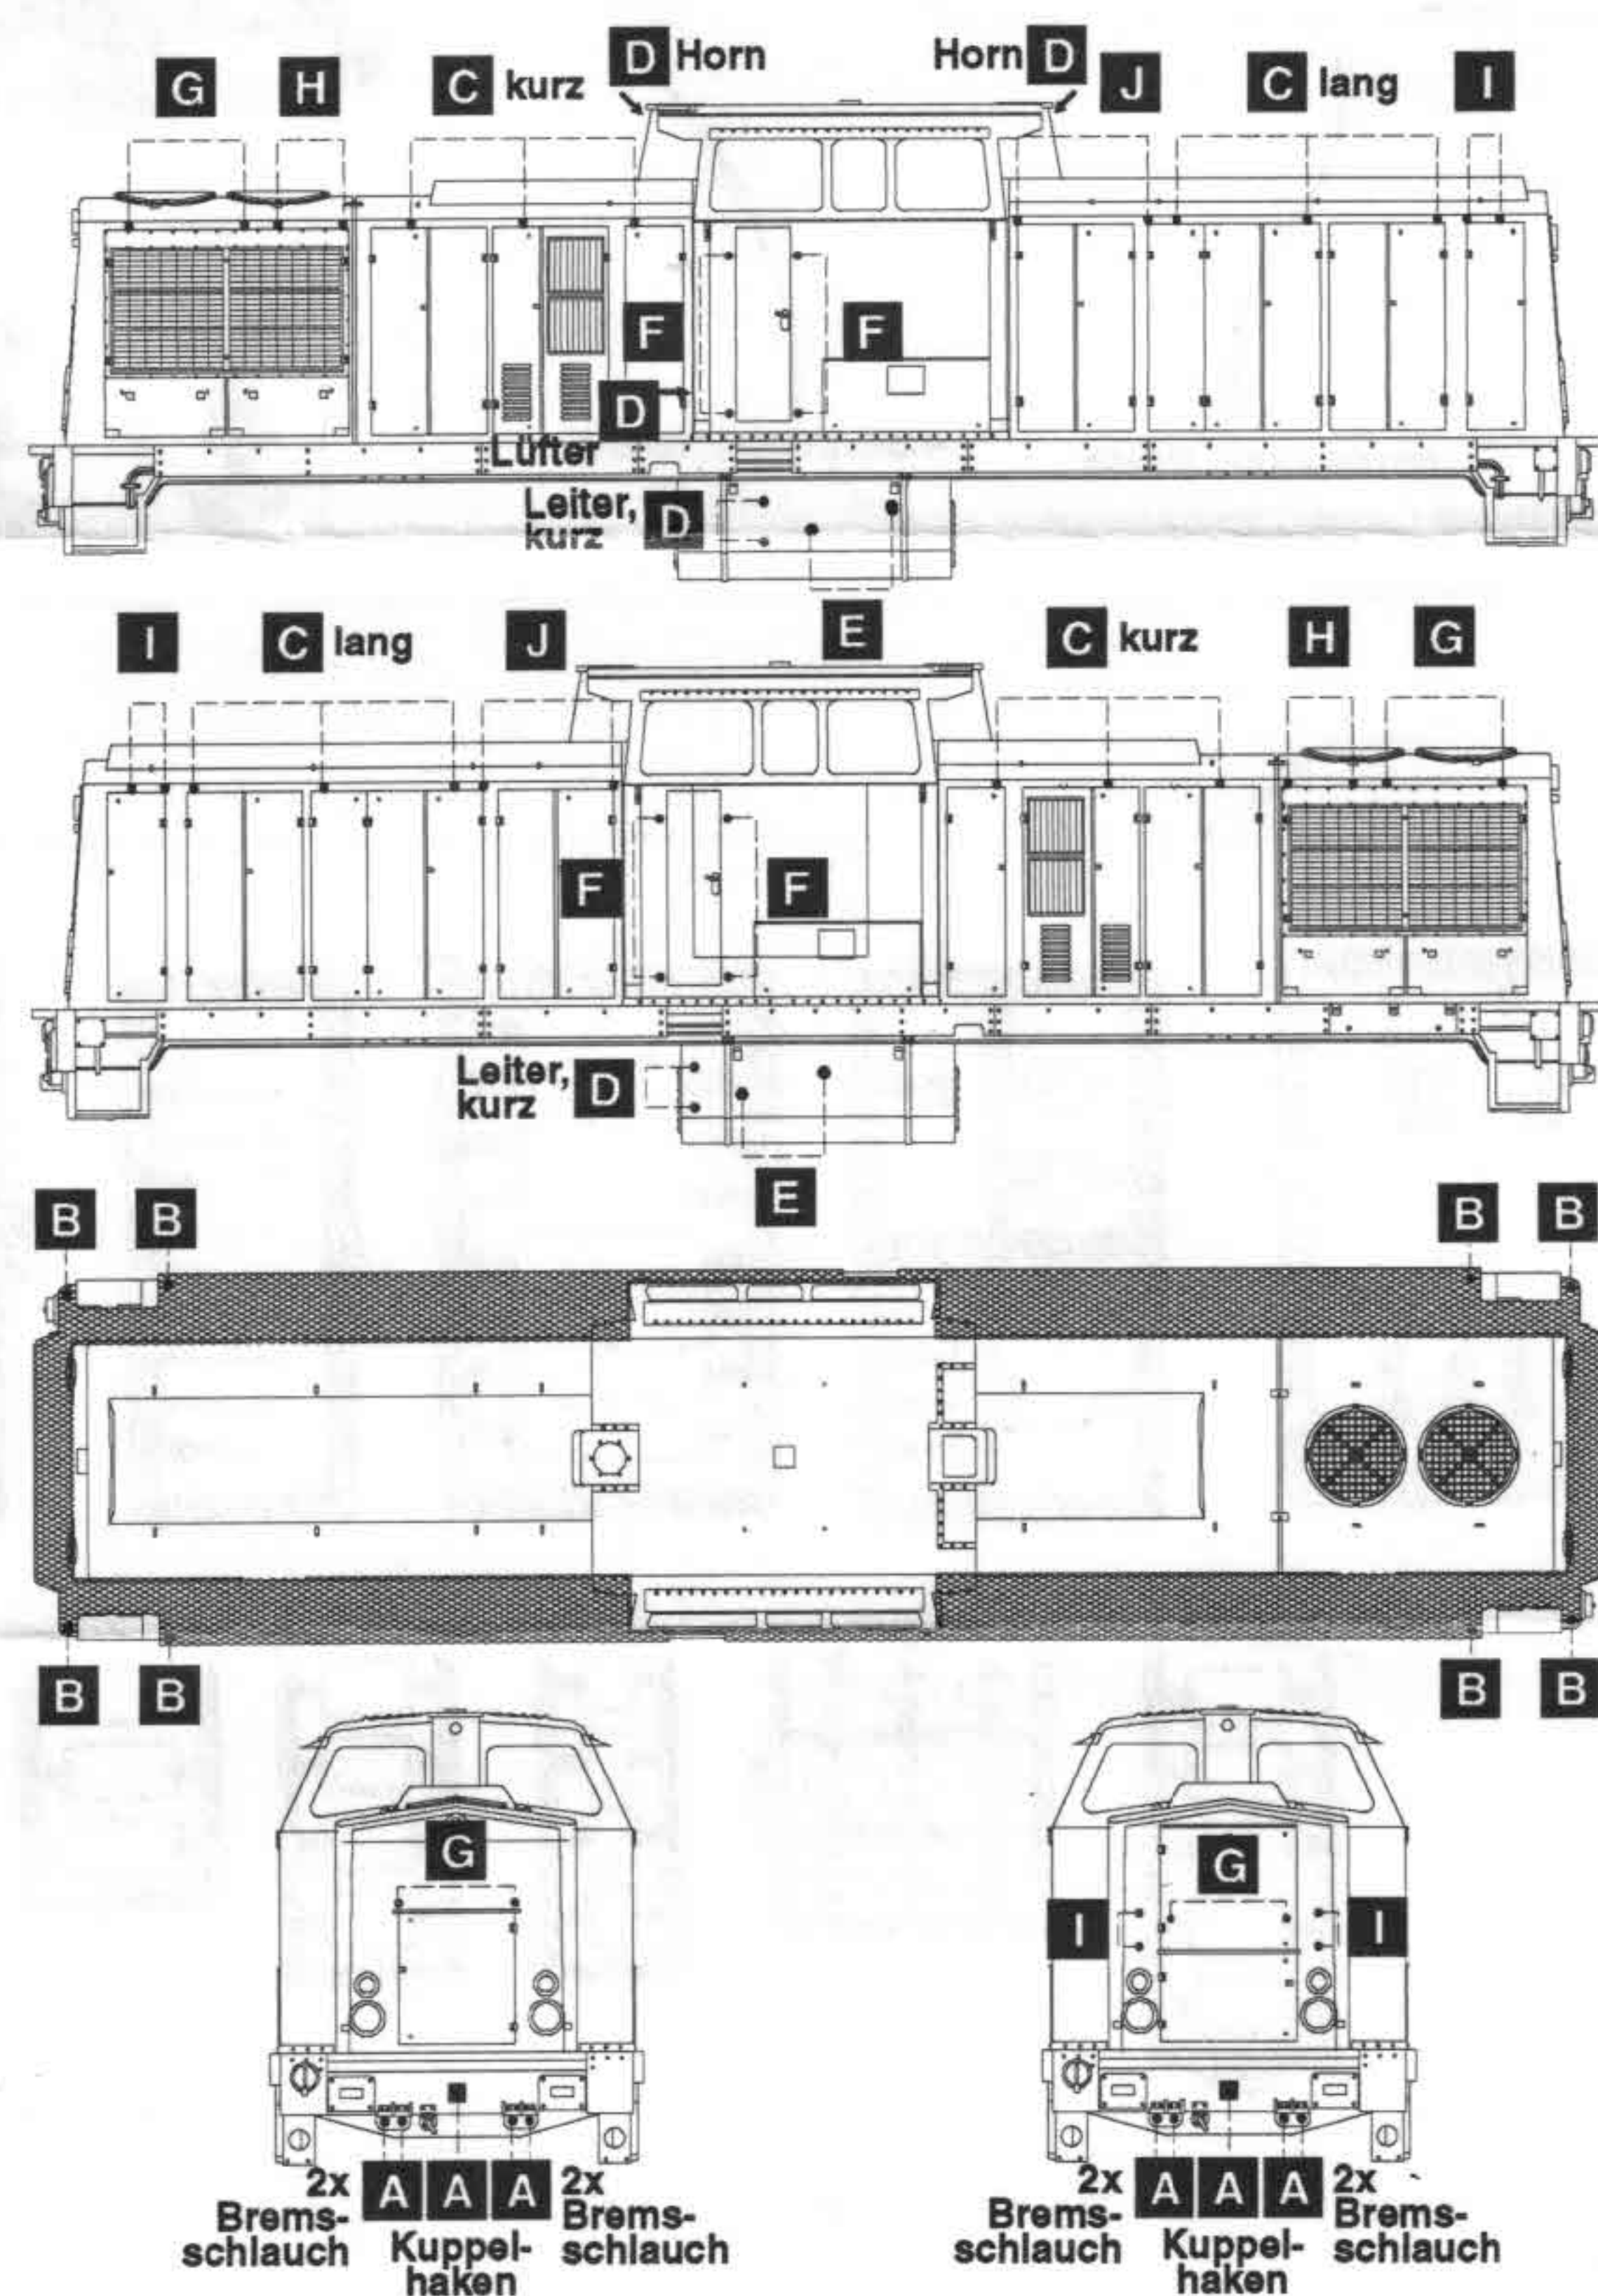 D Horn Horn D
G H C kurz J C lang I
F F
D
Lüfter
Leiter,
kurz D
E
I C lang J C kurz H G
F F
Leiter,
kurz D
E
B B B B
B B B B
G G
I I
2x A A A 2x
Brems-
schlauch
Kuppel-
haken
Brems-
schlauch
2x A A A 2x
Brems-
schlauch
Kuppel-
haken
Brems-
schlauch